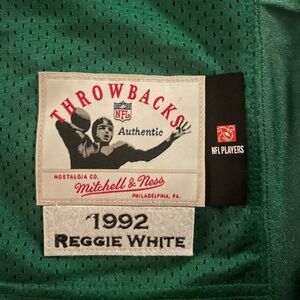 THROWBACKS
NFL
Authentic
NFL PLAYERS
NOSTALGIA CO.
Mitchell & Ness
PHILADELPHIA, PA.
1992
REGGIE WHITE